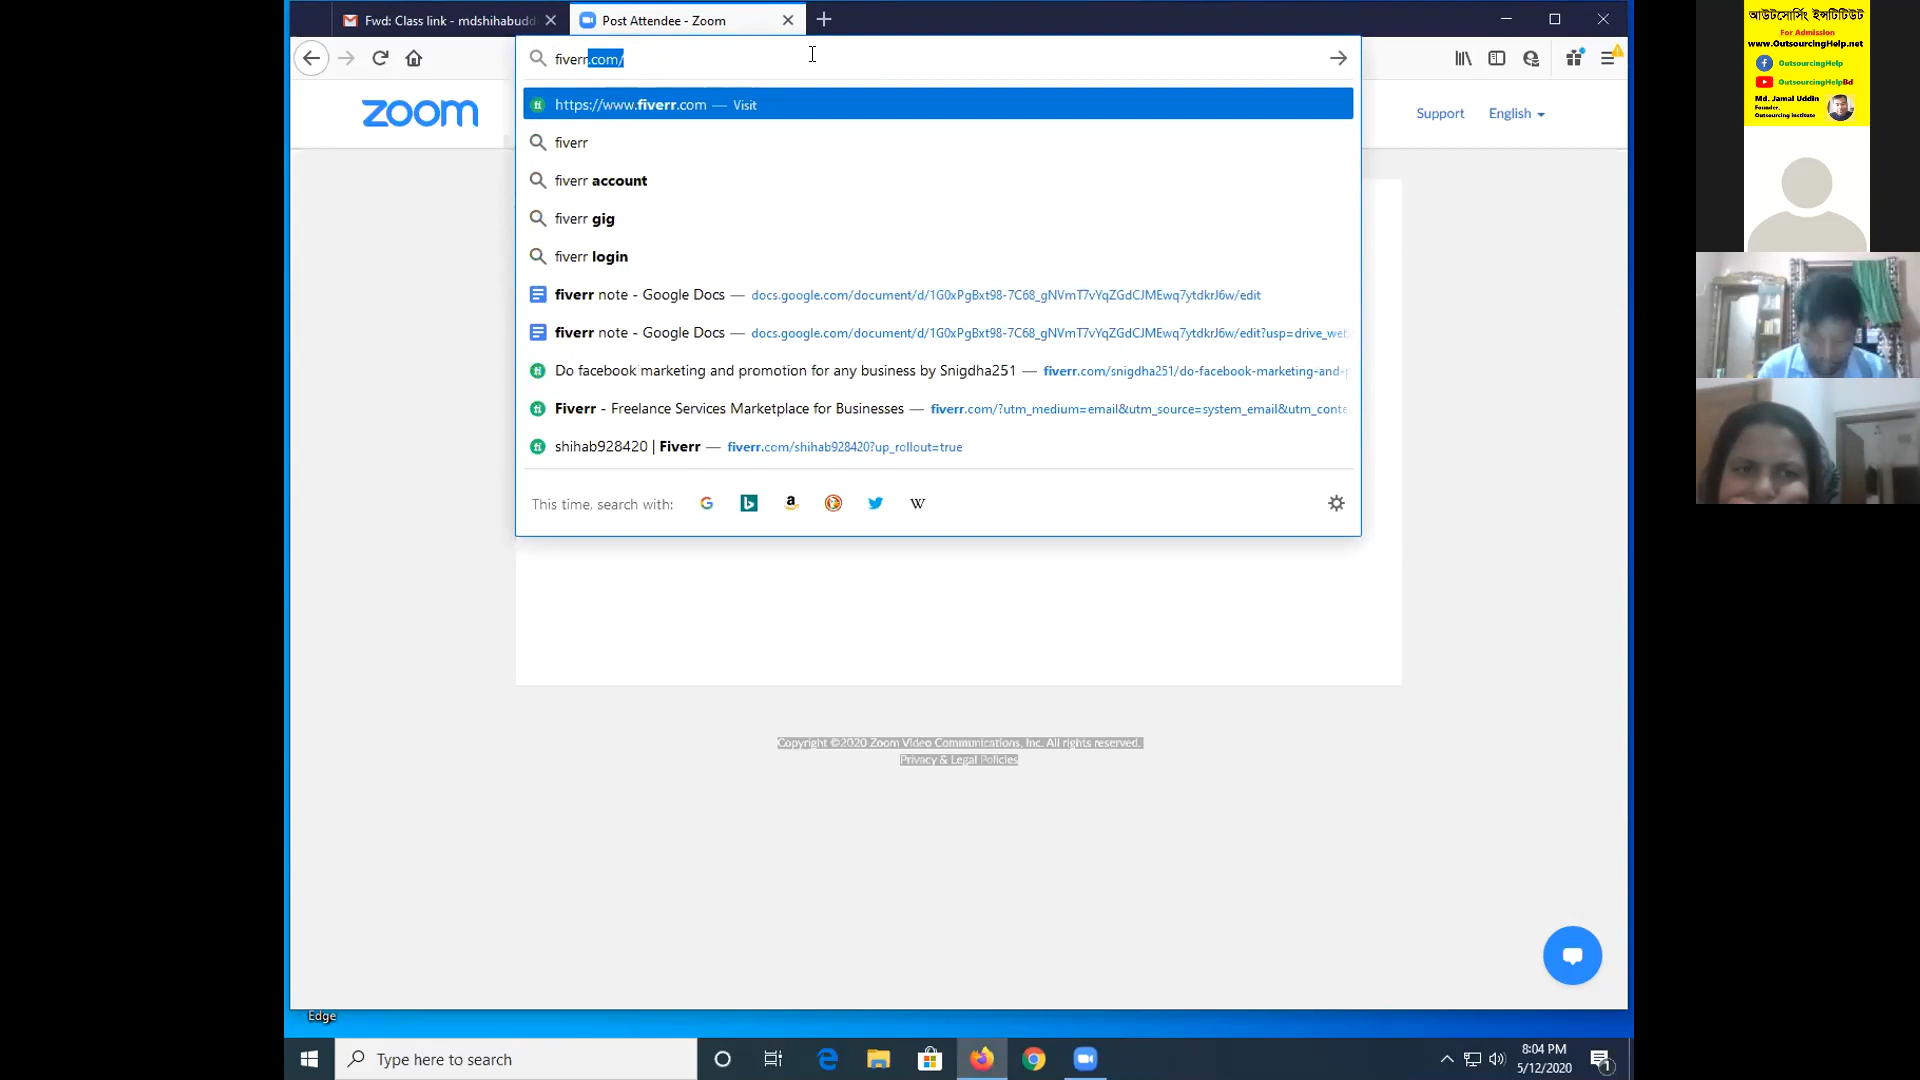 Fwd: Class link - mdshihabudd
Post Attendee - Zoom
fiverr.com/
https://www.fiverr.com — Visit
fiverr
fiverr account
fiverr gig
fiverr login
fiverr note - Google Docs — docs.google.com/document/d/1G0xPgBxt98-7C68_gNVmT7vYqZGdCJMEwq7ytdkrJ6w/edit
fiverr note - Google Docs — docs.google.com/document/d/1G0xPgBxt98-7C68_gNVmT7vYqZGdCJMEwq7ytdkrJ6w/edit?usp=drive_web
Do facebook marketing and promotion for any business by Snigdha251 — fiverr.com/snigdha251/do-facebook-marketing-and-p
Fiverr - Freelance Services Marketplace for Businesses — fiverr.com/?utm_medium=email&utm_source=system_email&utm_conte
shihab928420 | Fiverr — fiverr.com/shihab928420?up_rollout=true
This time, search with:
zoom
Support
English
Copyright ©2020 Zoom Video Communications, Inc. All rights reserved.
Privacy & Legal Policies
Edge
Type here to search
8:04 PM
5/12/2020
1
আউটসোর্সিং ইন্সটিটিউট
For Admission
www.OutsourcingHelp.net
OutsourcingHelp
OutsourcingHelpBd
Md. Jamal Uddin
Founder,
Outsourcing Institute